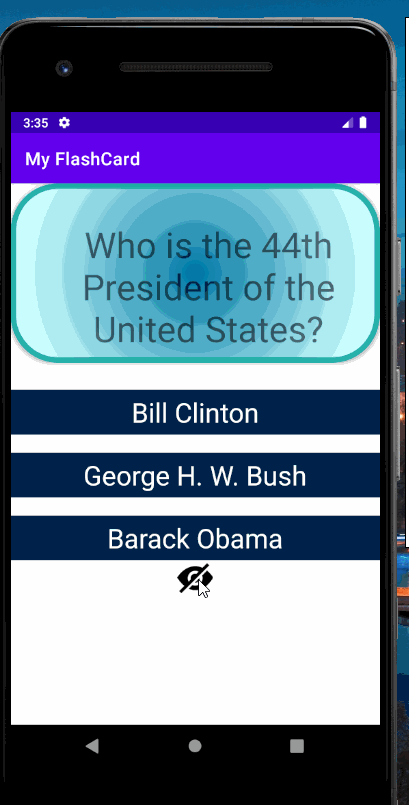 3:35
My FlashCard
Who is the 44th
President of the
United States?
Bill Clinton
George H. W. Bush
Barack Obama